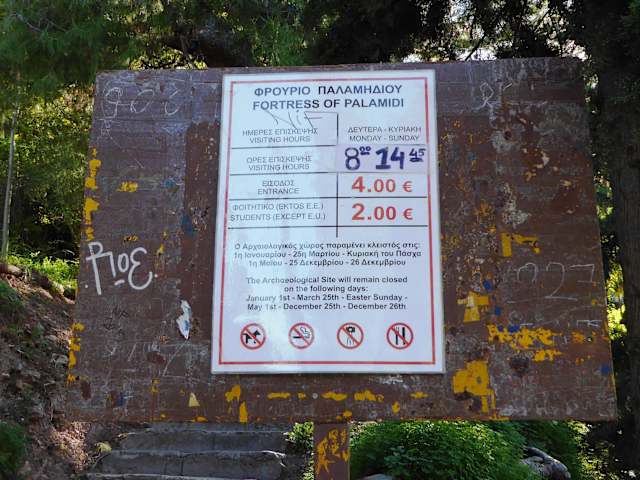 ΦΡΟΥΡΙΟ ΠΑΛΑΜΗΔΙΟΥ
FORTRESS OF PALAMIDI
ΗΜΕΡΕΣ ΕΠΙΣΚΕΨΗΣ
VISITING HOURS
ΔΕΥΤΕΡΑ - ΚΥΡΙΑΚΗ
MONDAY - SUNDAY
ΩΡΕΣ ΕΠΙΣΚΕΨΗΣ
VISITING HOURS
8⁰⁰ 14⁴⁵
ΕΙΣΟΔΟΣ
ENTRANCE
4.00 €
ΦΟΙΤΗΤΙΚΟ (ΕΚΤΟΣ Ε.Ε.)
STUDENTS (EXCEPT E.U.)
2.00 €
Ο Αρχαιολογικός χώρος παραμένει κλειστός στις:
1η Ιανουαρίου - 25η Μαρτίου - Κυριακή του Πάσχα
1η Μαΐου - 25 Δεκεμβρίου - 26 Δεκεμβρίου
The Archaeological Site will remain closed
on the following days:
January 1st - March 25th - Easter Sunday -
May 1st - December 25th - December 26th